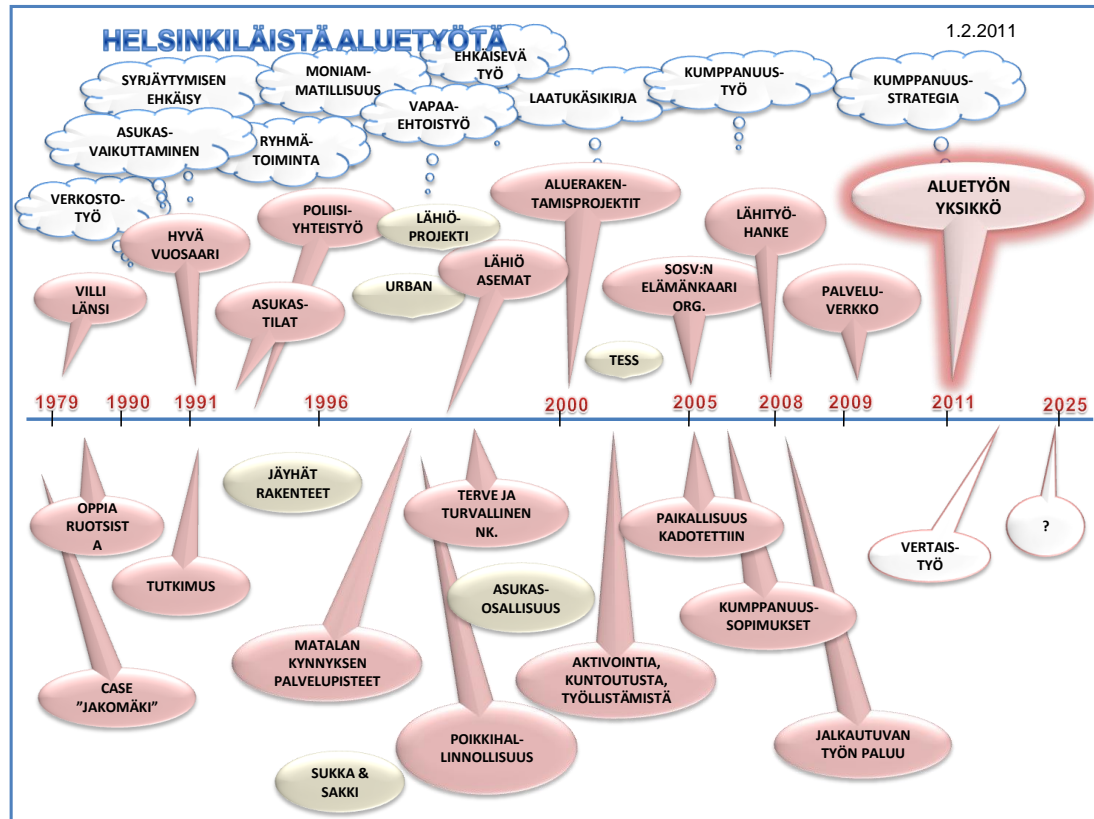 HELSINKILÄISTÄ ALUETYÖTÄ
1.2.2011
SYRJÄYTYMISEN
EHKÄISY
MONIAM-
MATILLISUUS
EHKÄISEVÄ
TYÖ
VAPAA-
EHTOISTYÖ
LAATUKÄSIKIRJA
KUMPPANUUS-
TYÖ
KUMPPANUUS-
STRATEGIA
ASUKAS-
VAIKUTTAMINEN
RYHMÄ-
TOIMINTA
VERKOSTO-
TYÖ
HYVÄ
VUOSAARI
POLIISI-
YHTEISTYÖ
LÄHIÖ-
PROJEKTI
ALUERAKEN-
TAMISPROJEKTIT
LÄHITYÖ-
HANKE
ALUETYÖN
YKSIKKÖ
VILLI
LÄNSI
ASUKAS-
TILAT
URBAN
LÄHIÖ
ASEMAT
SOSV:N
ELÄMÄNKAARI
ORG.
PALVELU-
VERKKO
TESS
1979
1990
1991
1996
2000
2005
2008
2009
2011
2025
OPPIA
RUOTSIST
A
JÄYHÄT
RAKENTEET
TERVE JA
TURVALLINEN
NK.
PAIKALLISUUS
KADOTETTIIN
VERTAIS-
TYÖ
?
TUTKIMUS
ASUKAS-
OSALLISUUS
KUMPPANUUS-
SOPIMUKSET
CASE
"JAKOMÄKI"
MATALAN
KYNNYKSEN
PALVELUPISTEET
AKTIVOINTIA,
KUNTOUTUSTA,
TYÖLLISTÄMISTÄ
POIKKIHAL-
LINNOLLISUUS
JALKAUTUVAN
TYÖN PALUU
SUKKA &
SAKKI